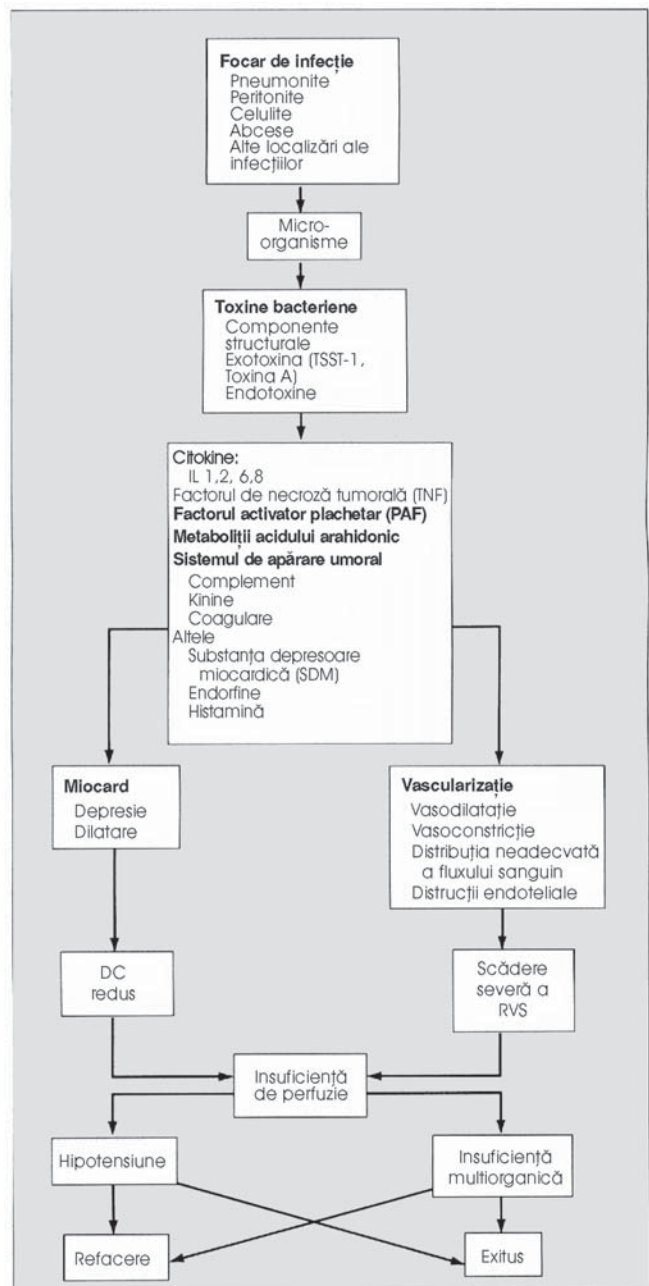 Focar de infecție
Pneumonite
Peritonite
Celulite
Abcese
Alte localizări ale
infecțiilor
Micro-
organisme
Toxine bacteriene
Componente
structurale
Exotoxina (TSST-1,
Toxina A)
Endotoxine
Citokine:
IL 1,2, 6,8
Factorul de necroză tumorală (TNF)
Factorul activator plachetar (PAF)
Metaboliții acidului arahidonic
Sistemul de apărare umoral
Complement
Kinine
Coagulare
Altele
Substanța depresoare
miocardică (SDM)
Endorfine
Histamină
Miocard
Depresie
Dilatare
Vascularizație
Vasodilatație
Vasoconstricție
Distribuția neadecvată
a fluxului sanguin
Distrucții endoteliale
DC
redus
Scădere
severă a
RVS
Insuficiență
de perfuzie
Hipotensiune
Insuficiență
multiorganică
Refacere
Exitus